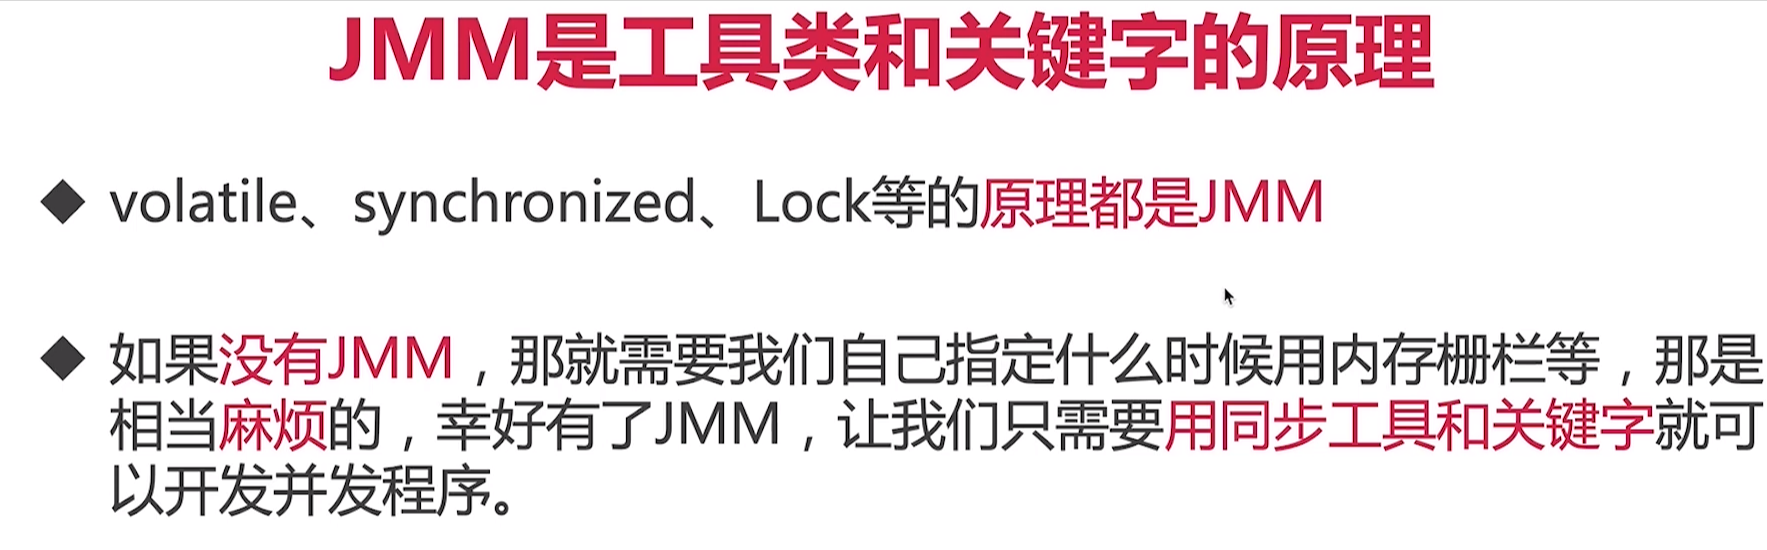 JMM是工具类和关键字的原理
◆ volatile、synchronized、Lock等的原理都是JMM
◆ 如果没有JMM，那就需要我们自己指定什么时候用内存栅栏等，那是
相当麻烦的，幸好有了JMM，让我们只需要用同步工具和关键字就可
以开发并发程序。